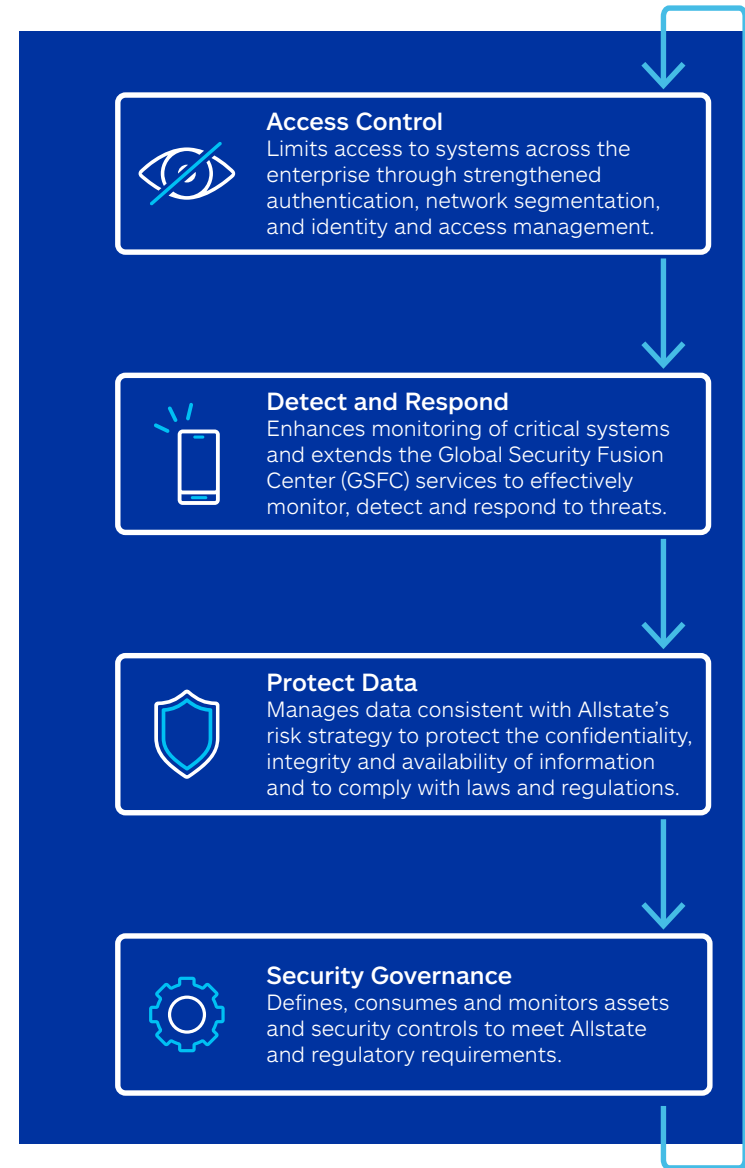 Access Control
Limits access to systems across the
enterprise through strengthened
authentication, network segmentation,
and identity and access management.
Detect and Respond
Enhances monitoring of critical systems
and extends the Global Security Fusion
Center (GSFC) services to effectively
monitor, detect and respond to threats.
Protect Data
Manages data consistent with Allstate’s
risk strategy to protect the confidentiality,
integrity and availability of information
and to comply with laws and regulations.
Security Governance
Defines, consumes and monitors assets
and security controls to meet Allstate
and regulatory requirements.